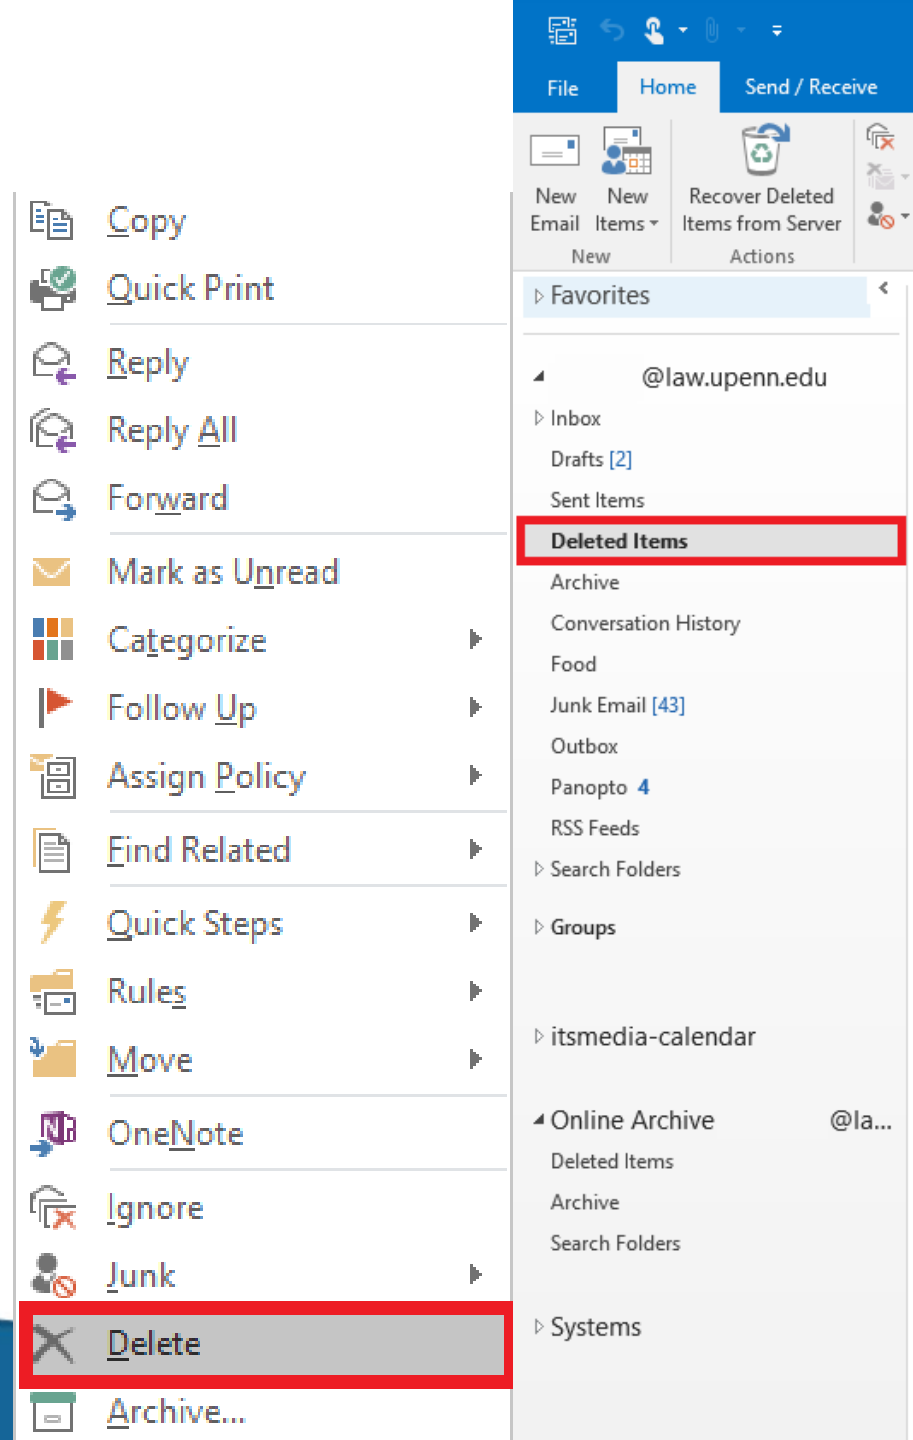 Copy
Quick Print
Reply
Reply All
Forward
Mark as Unread
Categorize
Follow Up
Assign Policy
Find Related
Quick Steps
Rules
Move
OneNote
Ignore
Junk
Delete
Archive...
File Home Send / Receive
New Email
New Items
Recover Deleted Items from Server
New Actions
Favorites
@law.upenn.edu
Inbox
Drafts [2]
Sent Items
Deleted Items
Archive
Conversation History
Food
Junk Email [43]
Outbox
Panopto 4
RSS Feeds
Search Folders
Groups
itsmedia-calendar
Online Archive @la...
Deleted Items
Archive
Search Folders
Systems